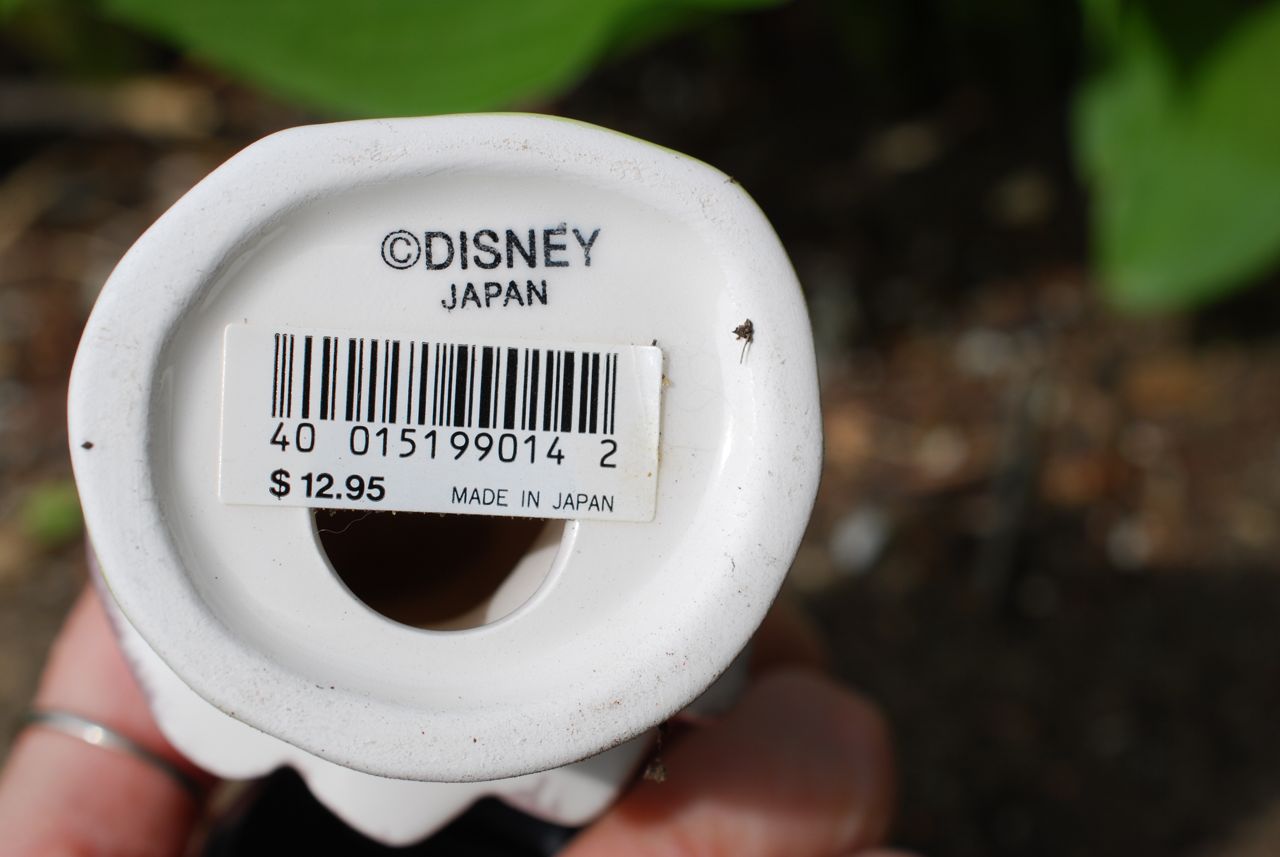 ©DISNEY
JAPAN
40 015199014 2
$ 12.95 MADE IN JAPAN